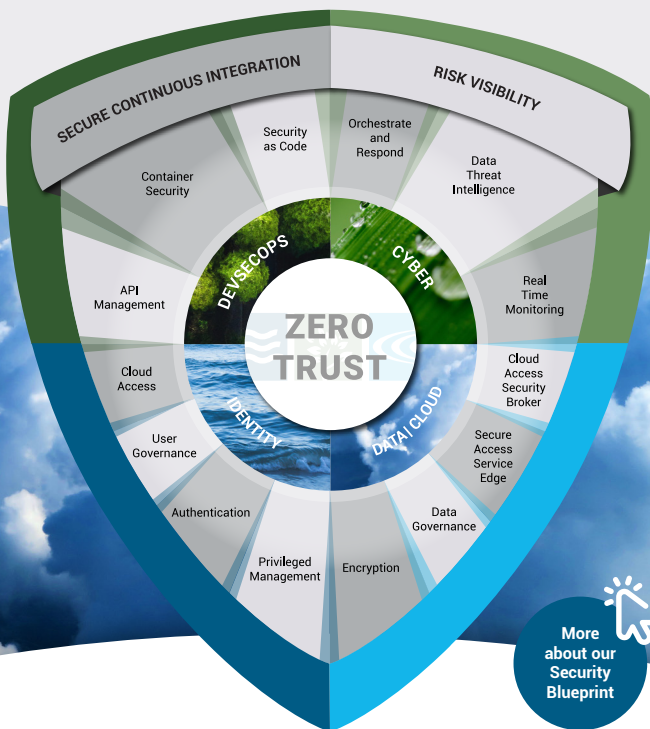 SECURE CONTINUOUS INTEGRATION
RISK VISIBILITY
Security
as Code
Orchestrate
and
Respond
Container
Security
Data
Threat
Intelligence
API
Management
Real
Time
Monitoring
DEVSECOPS
CYBER
ZERO
TRUST
IDENTITY
DATA/ CLOUD
Cloud
Access
Cloud
Access
Security
Broker
User
Governance
Secure
Access
Service
Edge
Authentication
Data
Governance
Privileged
Management
Encryption
More
about our
Security
Blueprint